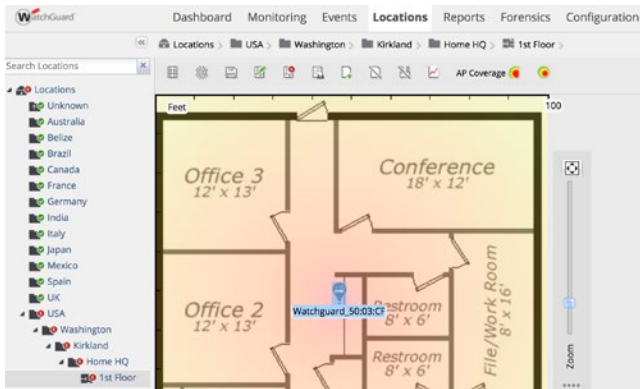 WatchGuard
Dashboard Monitoring Events Locations Reports Forensics Configuration
Locations > USA > Washington > Kirkland > Home HQ > 1st Floor >
Search Locations
AP Coverage
Locations
Unknown
Australia
Belize
Brazil
Canada
France
Germany
India
Italy
Japan
Mexico
Spain
UK
USA
Washington
Kirkland
Home HQ
1st Floor
Feet
100
Office 3
12' x 13'
Conference
18' x 12'
Office 2
12' x 13'
Watchguard_50:03:CF
Restroom
8' x 6'
Restroom
8' x 6'
File/Work Room
8' x 16'
Zoom